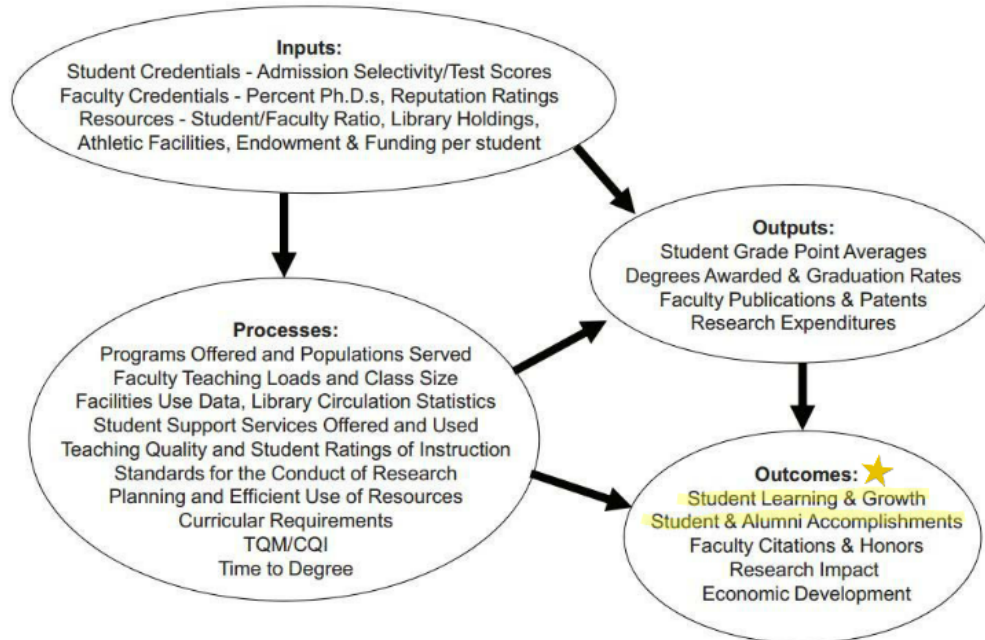 Inputs:
Student Credentials - Admission Selectivity/Test Scores
Faculty Credentials - Percent Ph.D.s, Reputation Ratings
Resources - Student/Faculty Ratio, Library Holdings,
Athletic Facilities, Endowment & Funding per student
Outputs:
Student Grade Point Averages
Degrees Awarded & Graduation Rates
Faculty Publications & Patents
Research Expenditures
Processes:
Programs Offered and Populations Served
Faculty Teaching Loads and Class Size
Facilities Use Data, Library Circulation Statistics
Student Support Services Offered and Used
Teaching Quality and Student Ratings of Instruction
Standards for the Conduct of Research
Planning and Efficient Use of Resources
Curricular Requirements
TQM/CQI
Time to Degree
Outcomes:
Student Learning & Growth
Student & Alumni Accomplishments
Faculty Citations & Honors
Research Impact
Economic Development